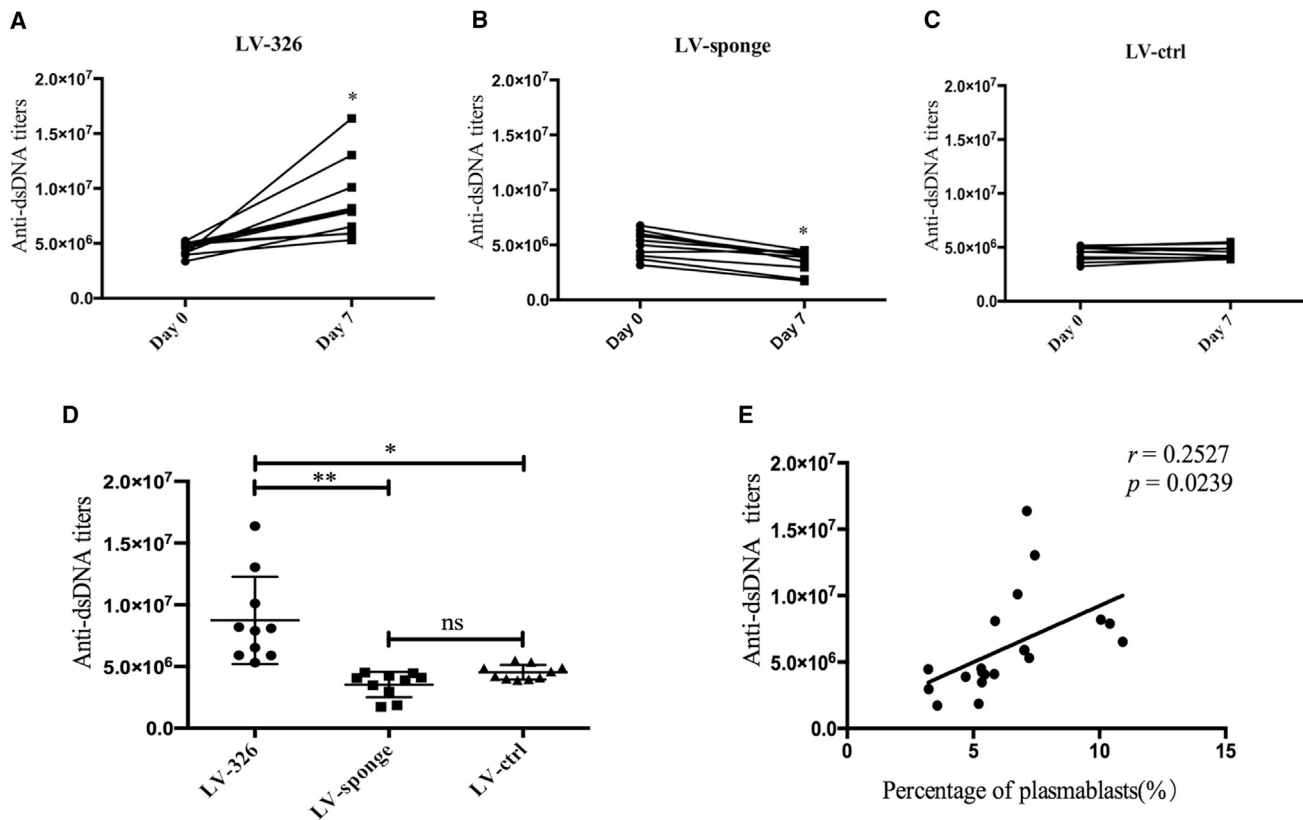 A
LV-326
Anti-dsDNA titers
2.0×10⁷
1.5×10⁷
1.0×10⁷
5.0×10⁶
0.0
*
Day 0
Day 7
B
LV-sponge
Anti-dsDNA titers
2.0×10⁷
1.5×10⁷
1.0×10⁷
5.0×10⁶
0.0
*
Day 0
Day 7
C
LV-ctrl
Anti-dsDNA titers
2.0×10⁷
1.5×10⁷
1.0×10⁷
5.0×10⁶
0.0
Day 0
Day 7
D
Anti-dsDNA titers
2.0×10⁷
1.5×10⁷
1.0×10⁷
5.0×10⁶
0.0
*
**
ns
LV-326
LV-sponge
LV-ctrl
E
r = 0.2527
p = 0.0239
Anti-dsDNA titers
2.0×10⁷
1.5×10⁷
1.0×10⁷
5.0×10⁶
0.0
0 5 10 15
Percentage of plasmablasts(%)